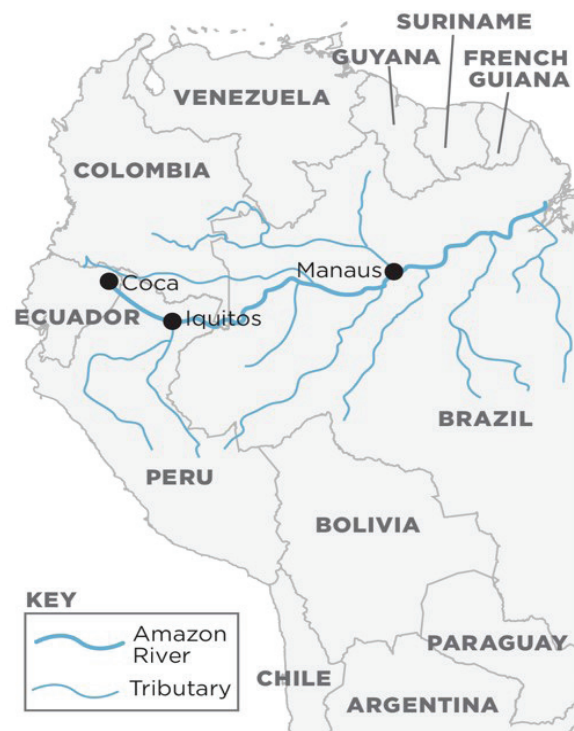 SURINAME
GUYANA
FRENCH
GUIANA
VENEZUELA
COLOMBIA
Manaus
Coca
ECUADOR
Iquitos
BRAZIL
PERU
BOLIVIA
KEY
Amazon
River
Tributary
PARAGUAY
CHILE
ARGENTINA